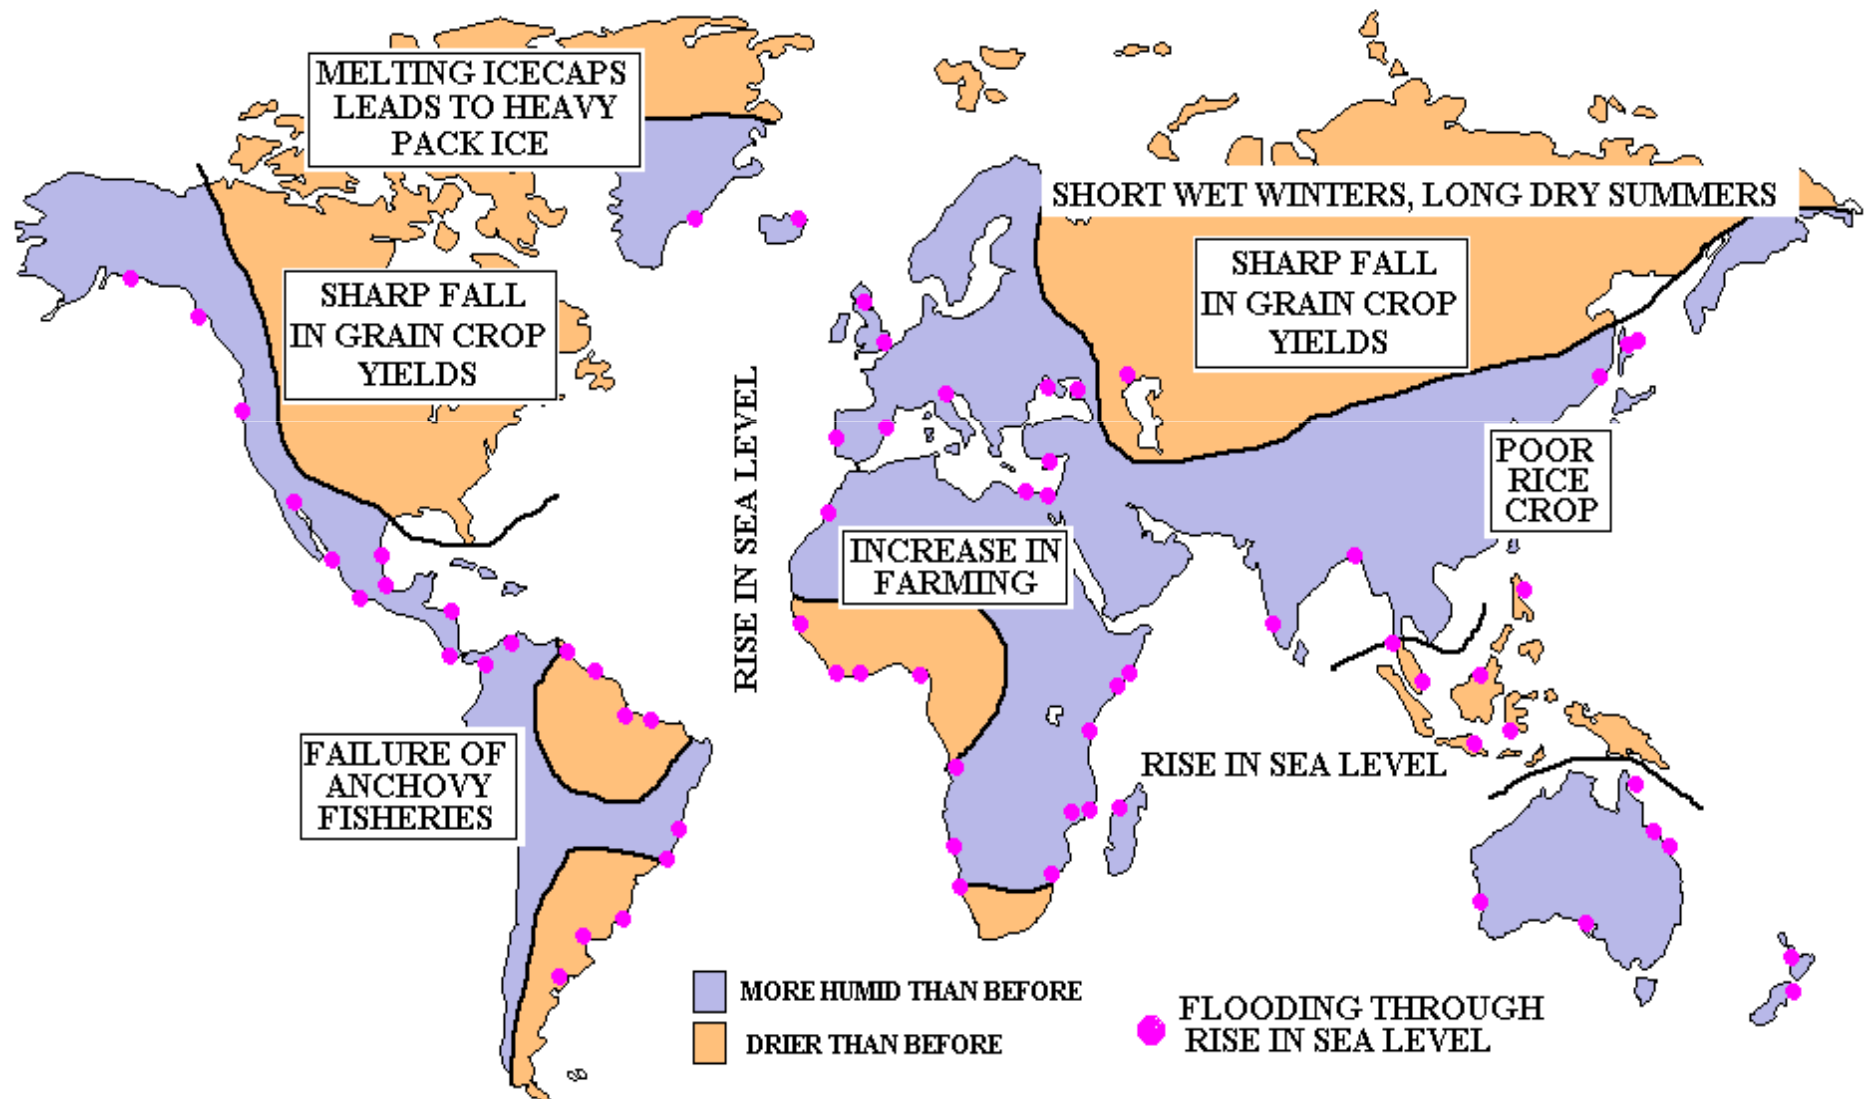 MELTING ICECAPS
LEADS TO HEAVY
PACK ICE
SHORT WET WINTERS, LONG DRY SUMMERS
SHARP FALL
IN GRAIN CROP
YIELDS
SHARP FALL
IN GRAIN CROP
YIELDS
RISE IN SEA LEVEL
POOR
RICE
CROP
INCREASE IN
FARMING
FAILURE OF
ANCHOVY
FISHERIES
RISE IN SEA LEVEL
MORE HUMID THAN BEFORE
DRIER THAN BEFORE
FLOODING THROUGH
RISE IN SEA LEVEL